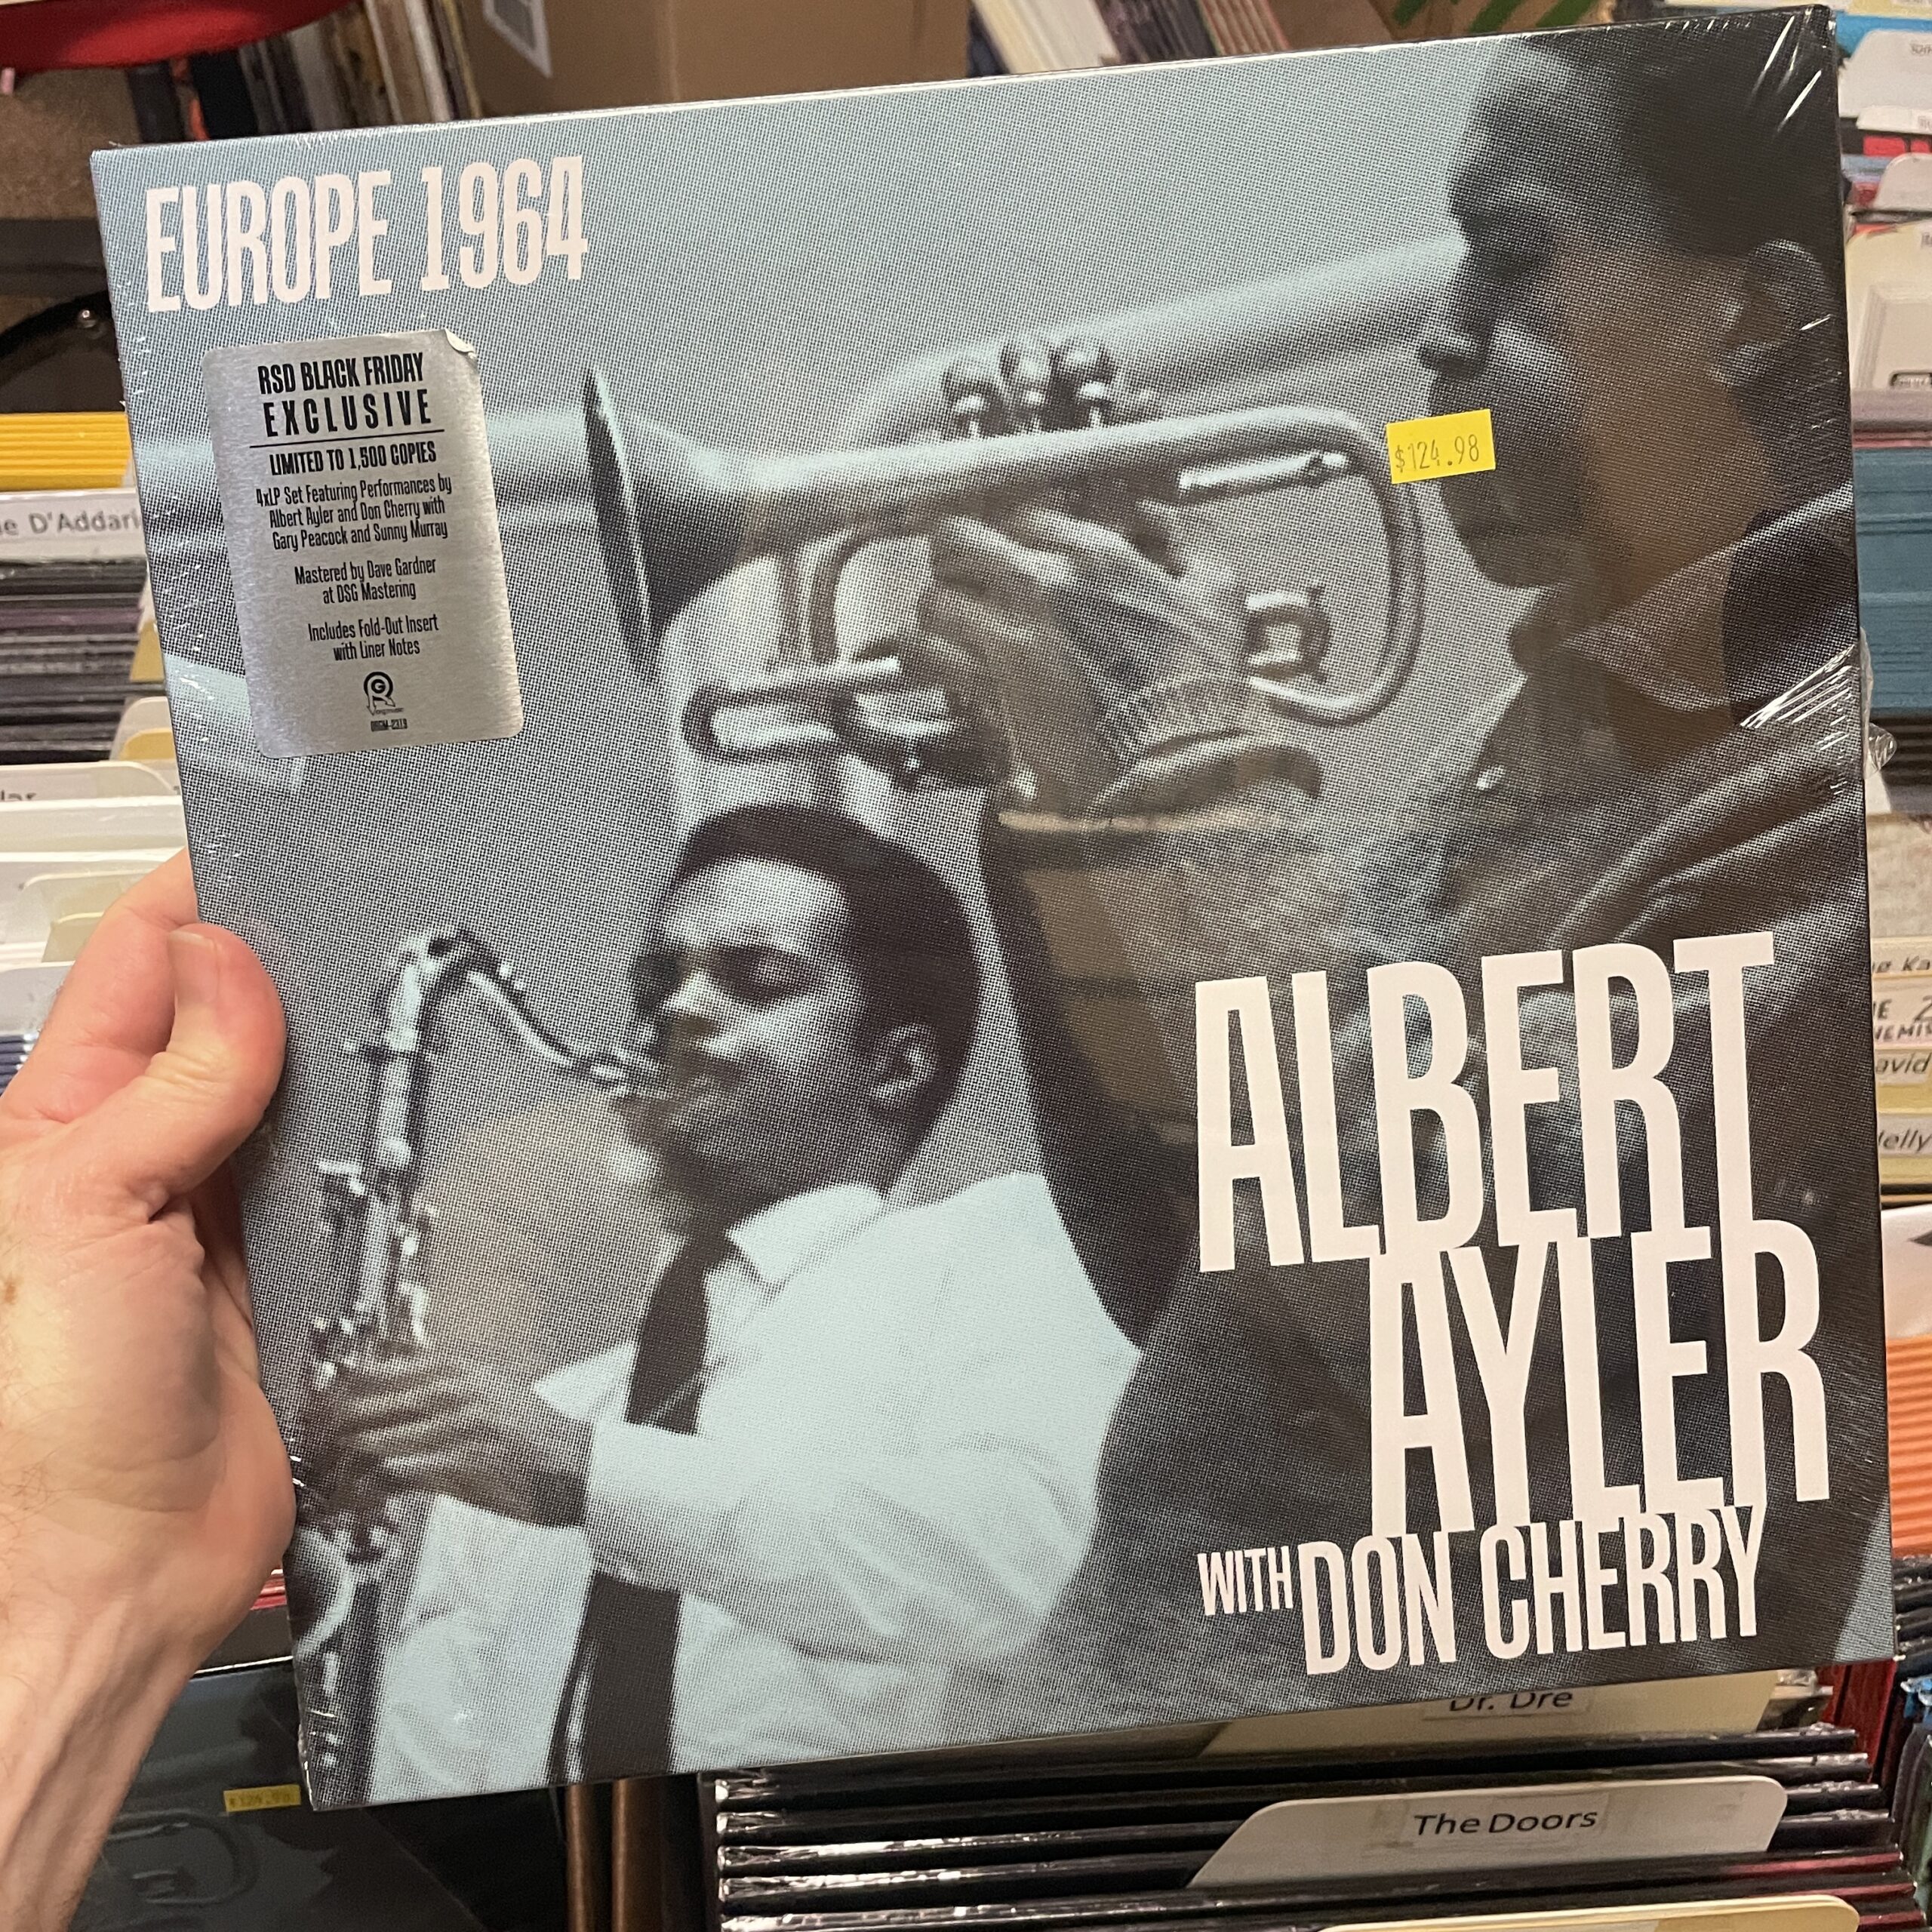 EUROPE 1964
RSD BLACK FRIDAY
EXCLUSIVE
LIMITED TO 1,500 COPIES
4xLP Set Featuring Performances by
Albert Ayler and Don Cherry with
Gary Peacock and Sunny Murray
Mastered by Dave Gardner
at DSG Mastering
Includes Fold-Out Insert
with Liner Notes
$124.98
ALBERT
AYLER
WITH DON CHERRY
D'Addari
avid
Dr. Dre
The Doors